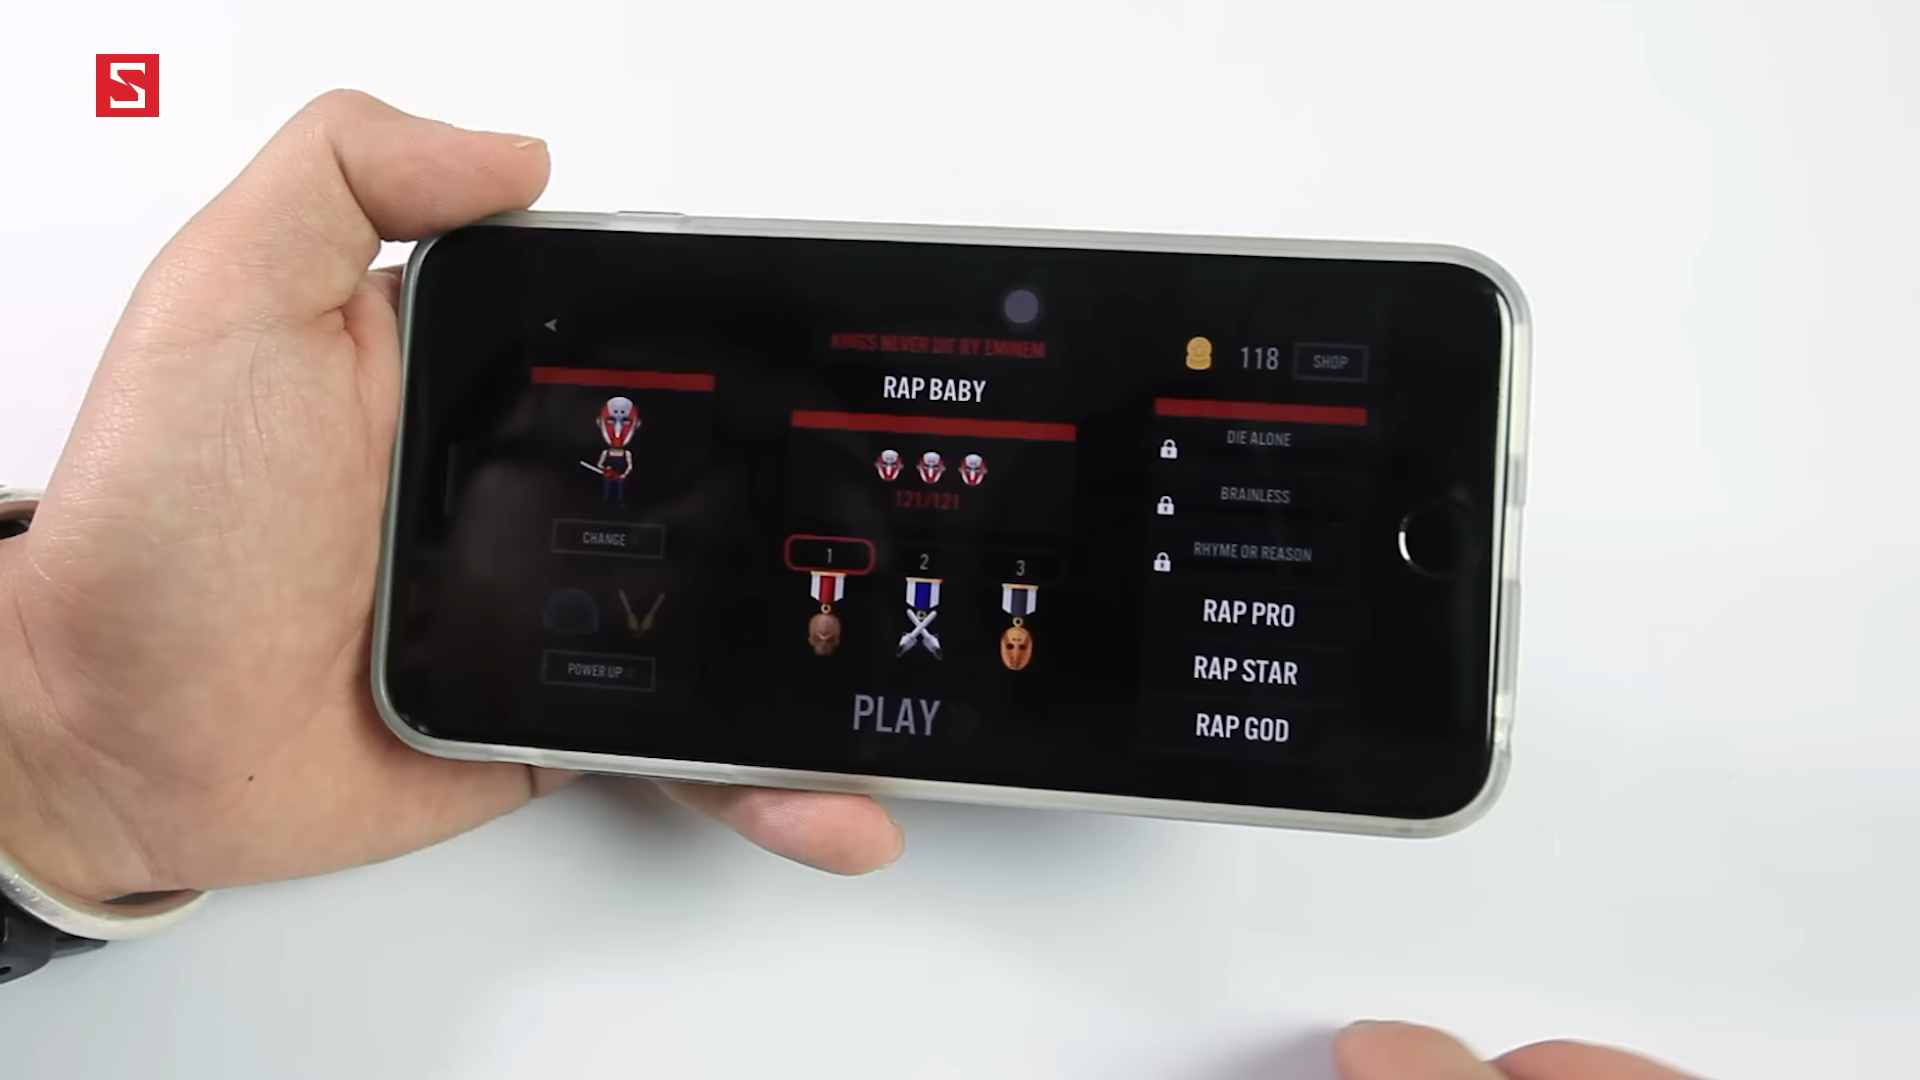 S
KINGS NEVER DIE BY EMINEM
RAP BABY
121/121
1
2
3
PLAY
CHANGE
POWER UP
118
SHOP
DIE ALONE
BRAINLESS
RHYME OR REASON
RAP PRO
RAP STAR
RAP GOD